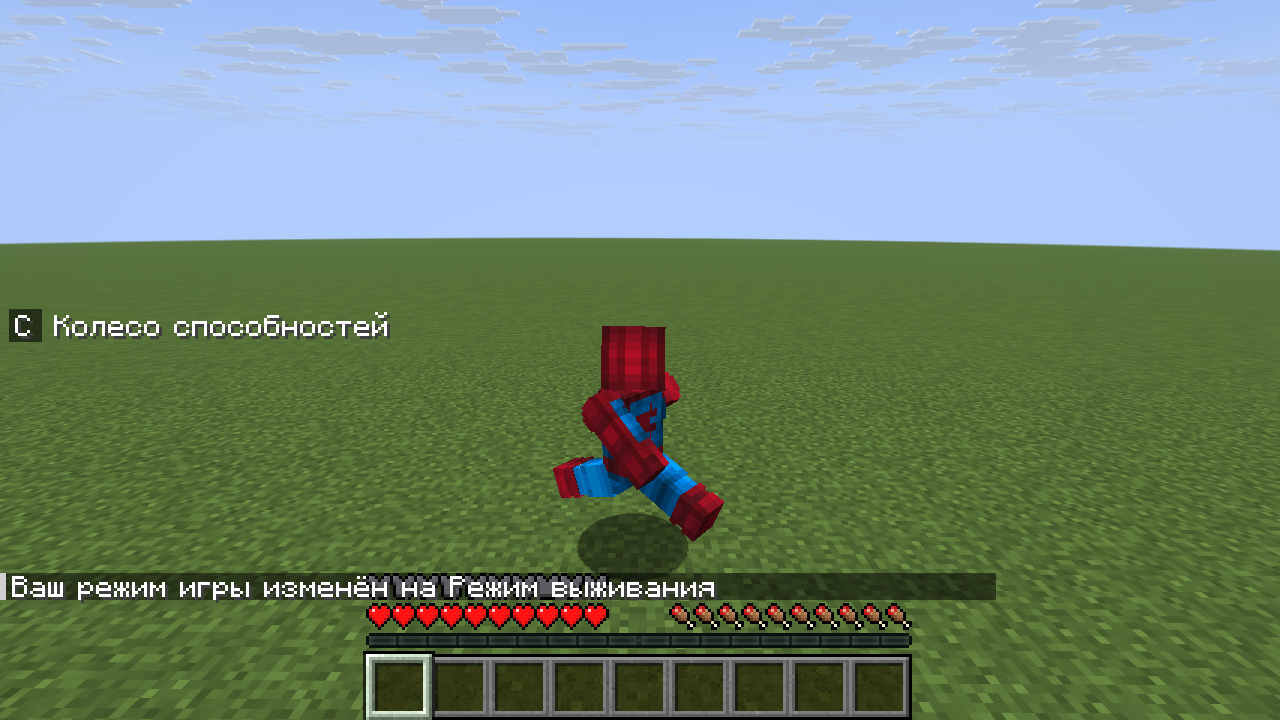 C Колесо способностей
Ваш режим игры изменён на Режим выживания